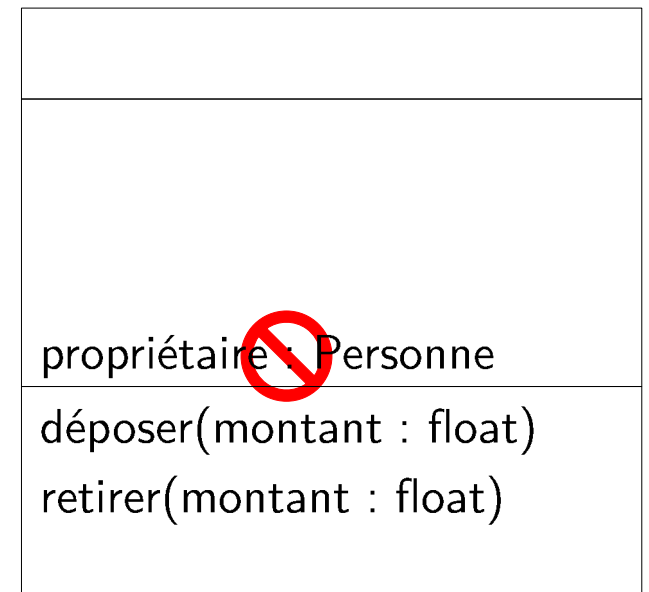 propriétaire : Personne
déposer(montant : float)
retirer(montant : float)